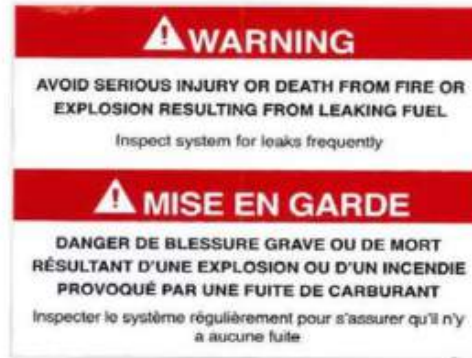 WARNING
AVOID SERIOUS INJURY OR DEATH FROM FIRE OR
EXPLOSION RESULTING FROM LEAKING FUEL
Inspect system for leaks frequently
MISE EN GARDE
DANGER DE BLESSURE GRAVE OU DE MORT
RÉSULTANT D'UNE EXPLOSION OU D'UN INCENDIE
PROVOQUÉ PAR UNE FUITE DE CARBURANT
Inspecter le système régulièrement pour s'assurer qu'il n'y
a aucune fuite